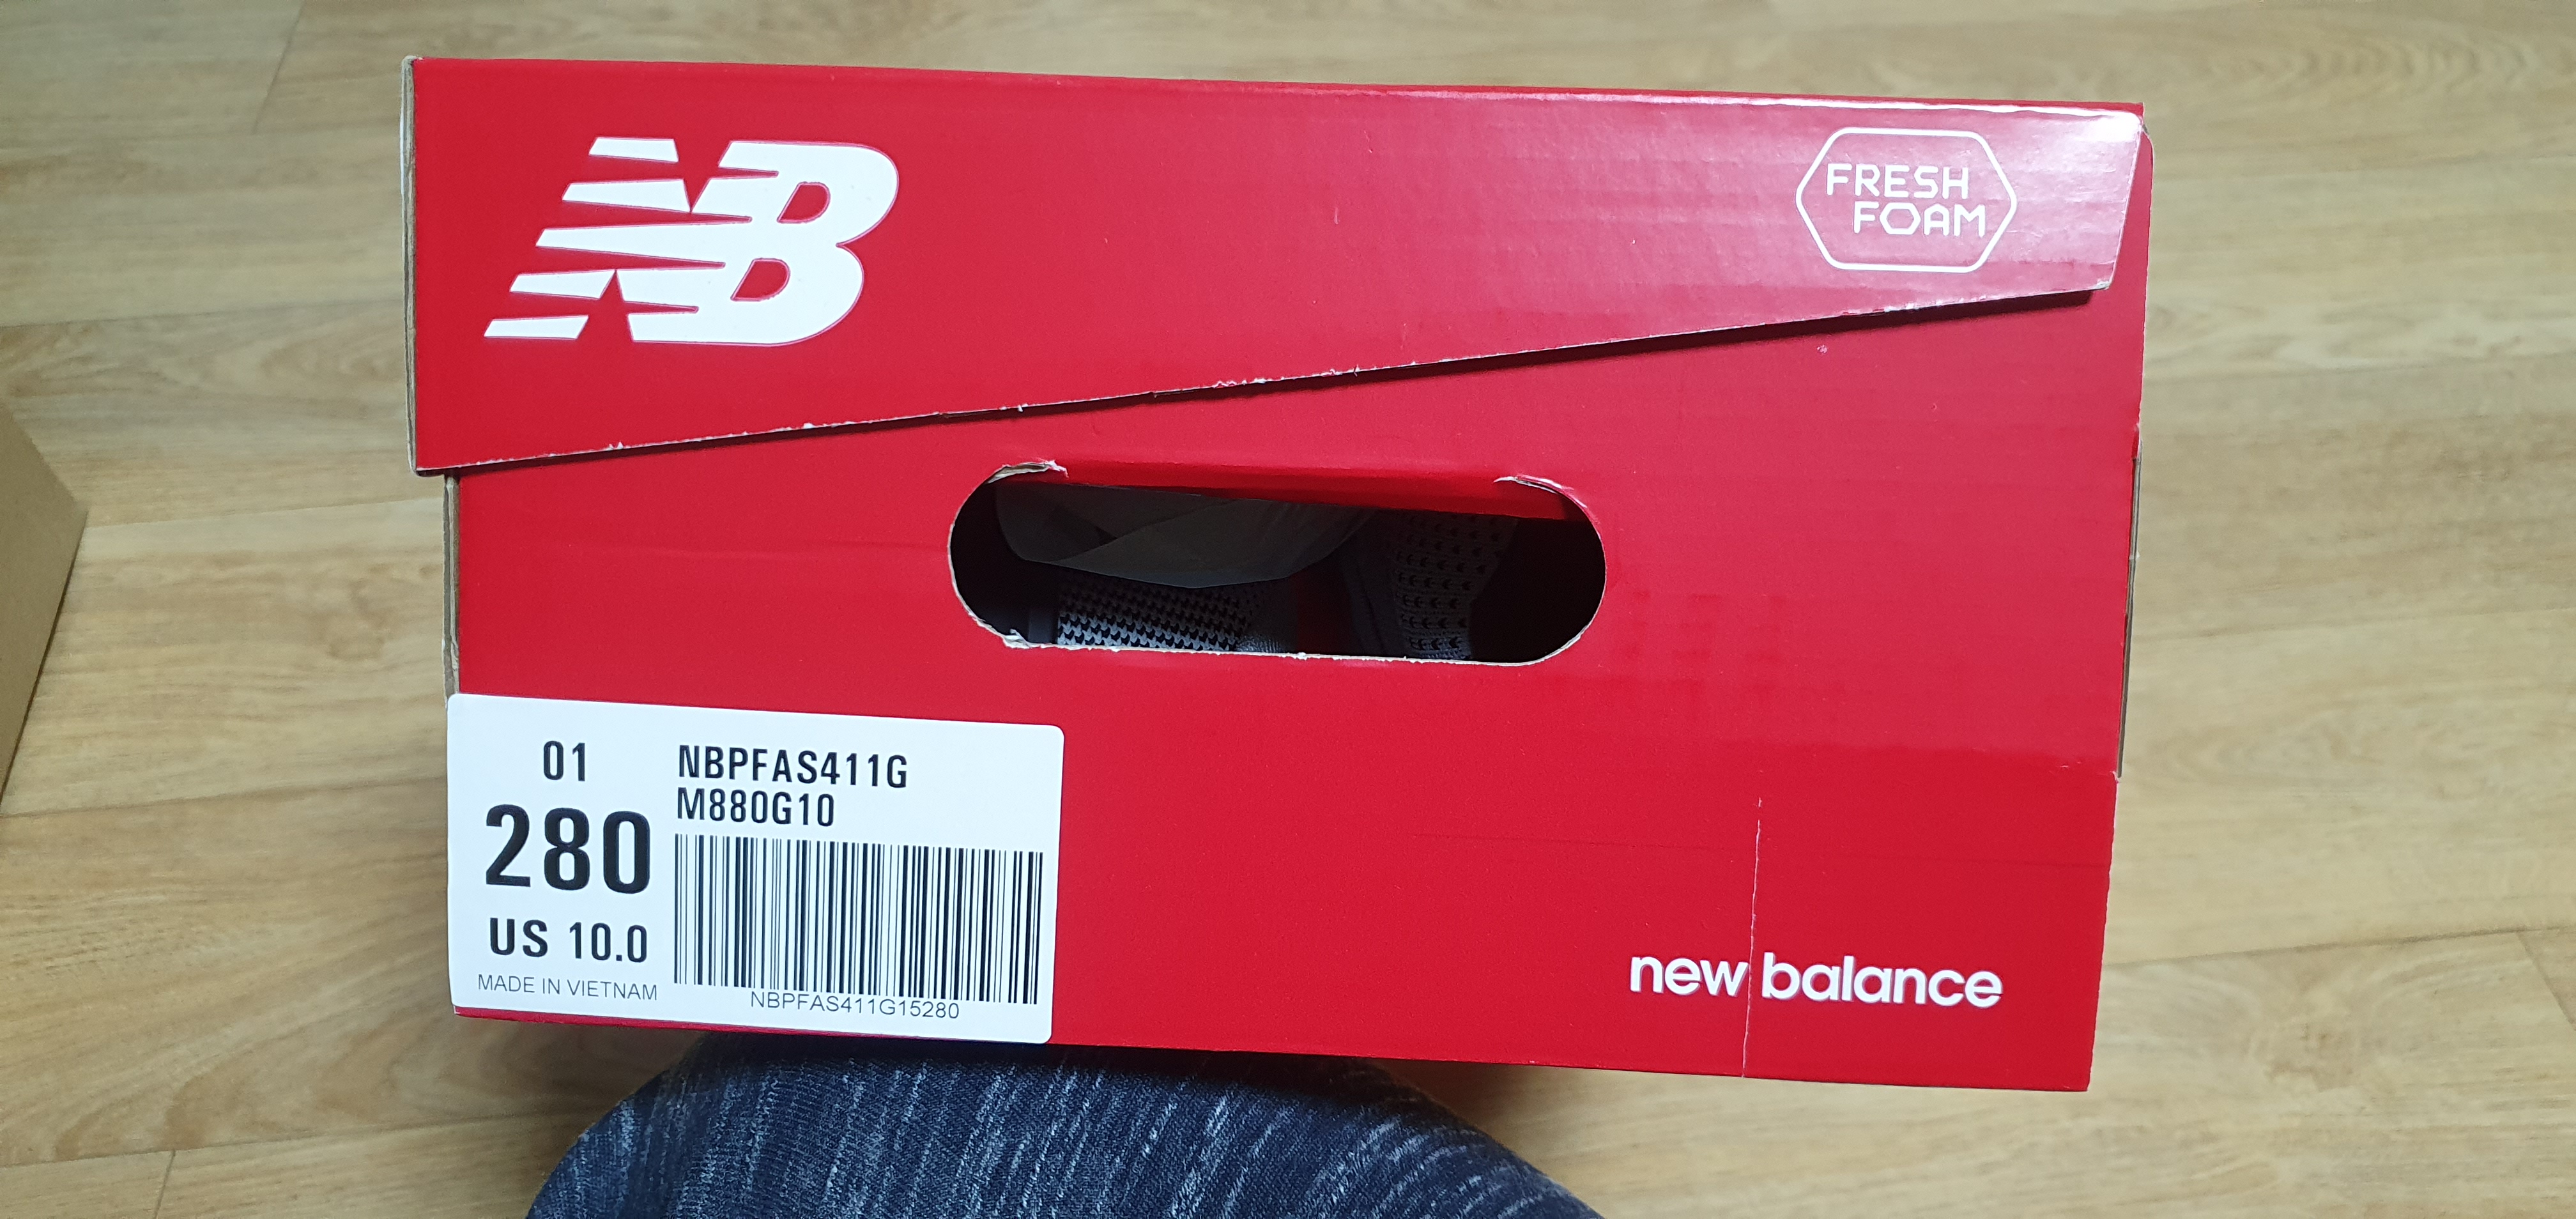 NB
FRESH
FOAM
01
280
US 10.0
MADE IN VIETNAM
NBPFAS411G
M880G10
NBPFAS411G15280
new balance